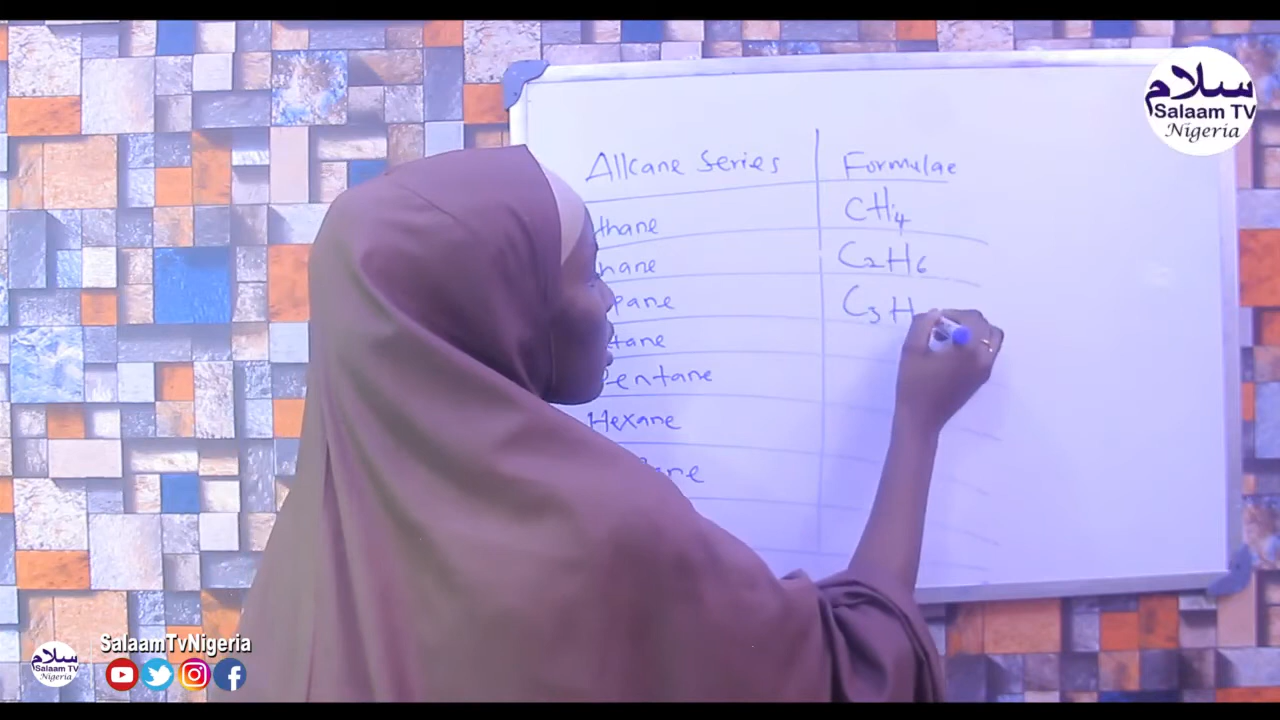 سلام
Salaam TV
Nigeria
Alkane Series Formulae
thane CH4
hane C2H6
pane C3H
tane
Pentane
Hexane
ane
SalaamTvNigeria
سلام
Salaam TV
Nigeria